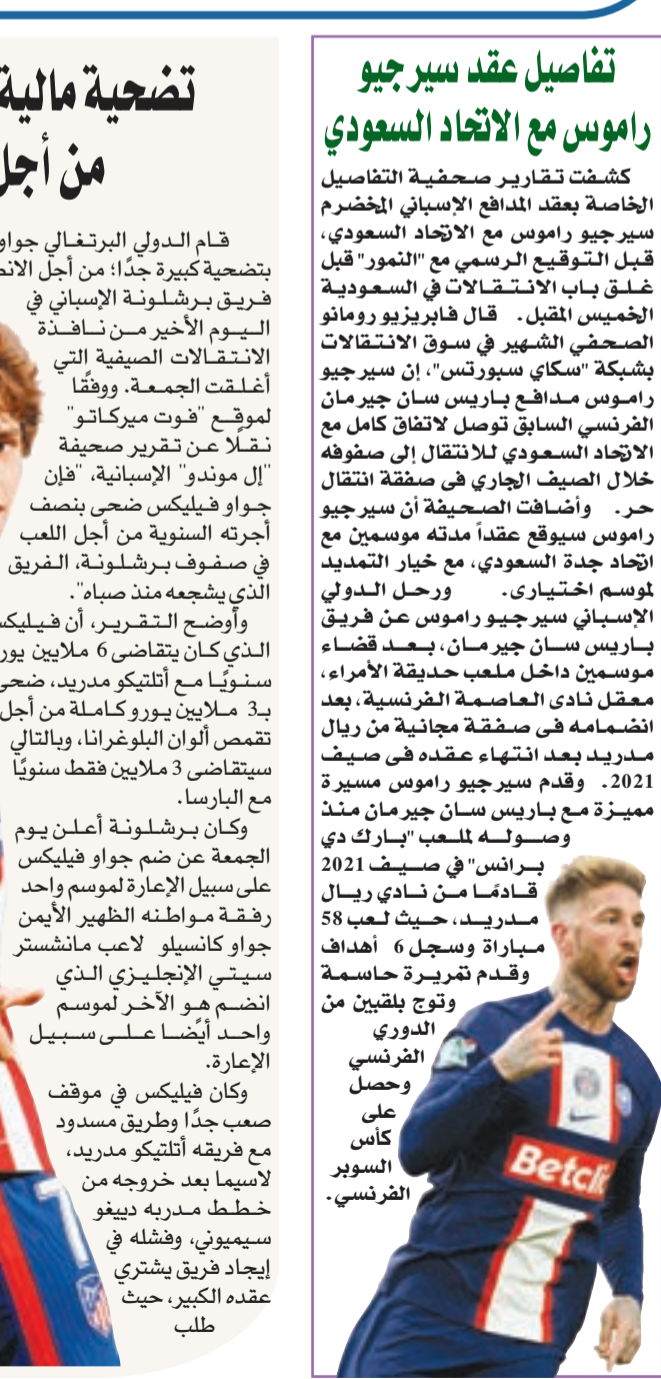 تفاصيل عقد سيرجيو
راموس مع الاتحاد السعودي
كشفت تقارير صحفية التفاصيل
الخاصة بعقد المدافع الإسباني المخضرم
سيرجيو راموس مع الاتحاد السعودي،
قبل التوقيع الرسمي مع "النمور" قبل
غلق باب الانتقالات في السعودية
الخميس المقبل. قال فابريزيو رومانو
الصحفي الشهير في سوق الانتقالات
بشبكة "سكاي سبورتس"، إن سيرجيو
راموس مدافع باريس سان جيرمان
الفرنسي السابق توصل لاتفاق كامل مع
الاتحاد السعودي للانتقال إلى صفوفه
خلال الصيف الجاري فى صفقة انتقال
حر. وأضافت الصحيفة أن سيرجيو
راموس سيوقع عقداً مدته موسمين مع
اتحاد جدة السعودي، مع خيار التمديد
لموسم اختيارى. ورحل الدولي
الإسباني سيرجيو راموس عن فريق
باريس سان جيرمان، بعد قضاء
موسمين داخل ملعب حديقة الأمراء،
معقل نادى العاصمة الفرنسية، بعد
انضمامه فى صفقة مجانية من ريال
مدريد بعد انتهاء عقده فى صيف
2021. وقدم سيرجيو راموس مسيرة
مميزة مع باريس سان جيرمان منذ
وصوله لملعب "بارك دي
برانس" في صيف 2021
قادمًا من نادي ريال
مدريد، حيث لعب 58
مباراة وسجل 6 أهداف
وقدم تمريرة حاسمة
وتوج بلقبين من
الدوري
الفرنسي
وحصل
على
كأس
السوبر
الفرنسي.
Betclic
تضحية مالية
من أجل
قام الدولي البرتغالي جواو
بتضحية كبيرة جدًا؛ من أجل
فريق برشلونة الإسباني في
اليوم الأخير من نافذة
الانتقالات الصيفية التي
أغلقت الجمعة. ووفقًا
لموقع "فوت ميركاتو"
نقلًا عن تقرير صحيفة
"إل موندو" الإسبانية، "فإن
جواو فيليكس ضحى بنصف
أجرته السنوية من أجل اللعب
في صفوف برشلونة، الفريق
الذي يشجعه منذ صباه".
وأوضح التقرير، أن فيليكس
الذي كان يتقاضى 6 ملايين يورو
سنويًا مع أتلتيكو مدريد، ضحى
بـ3 ملايين يورو كاملة من أجل
تقمص ألوان البلوغرانا، وبالتالي
سيتقاضى 3 ملايين فقط سنويًا
مع البارسا.
وكان برشلونة أعلن يوم
الجمعة عن ضم جواو فيليكس
على سبيل الإعارة لموسم واحد
رفقة مواطنه الظهير الأيمن
جواو كانسيلو لاعب مانشستر
سيتي الإنجليزي الذي
انضم هو الآخر لموسم
واحد أيضًا على سبيل
الإعارة.
وكان فيليكس في موقف
صعب جدًا وطريق مسدود
مع فريقه أتلتيكو مدريد،
لاسيما بعد خروجه من
خطط مدربه دييغو
سيميوني، وفشله في
إيجاد فريق يشتري
عقده الكبير، حيث
طلب